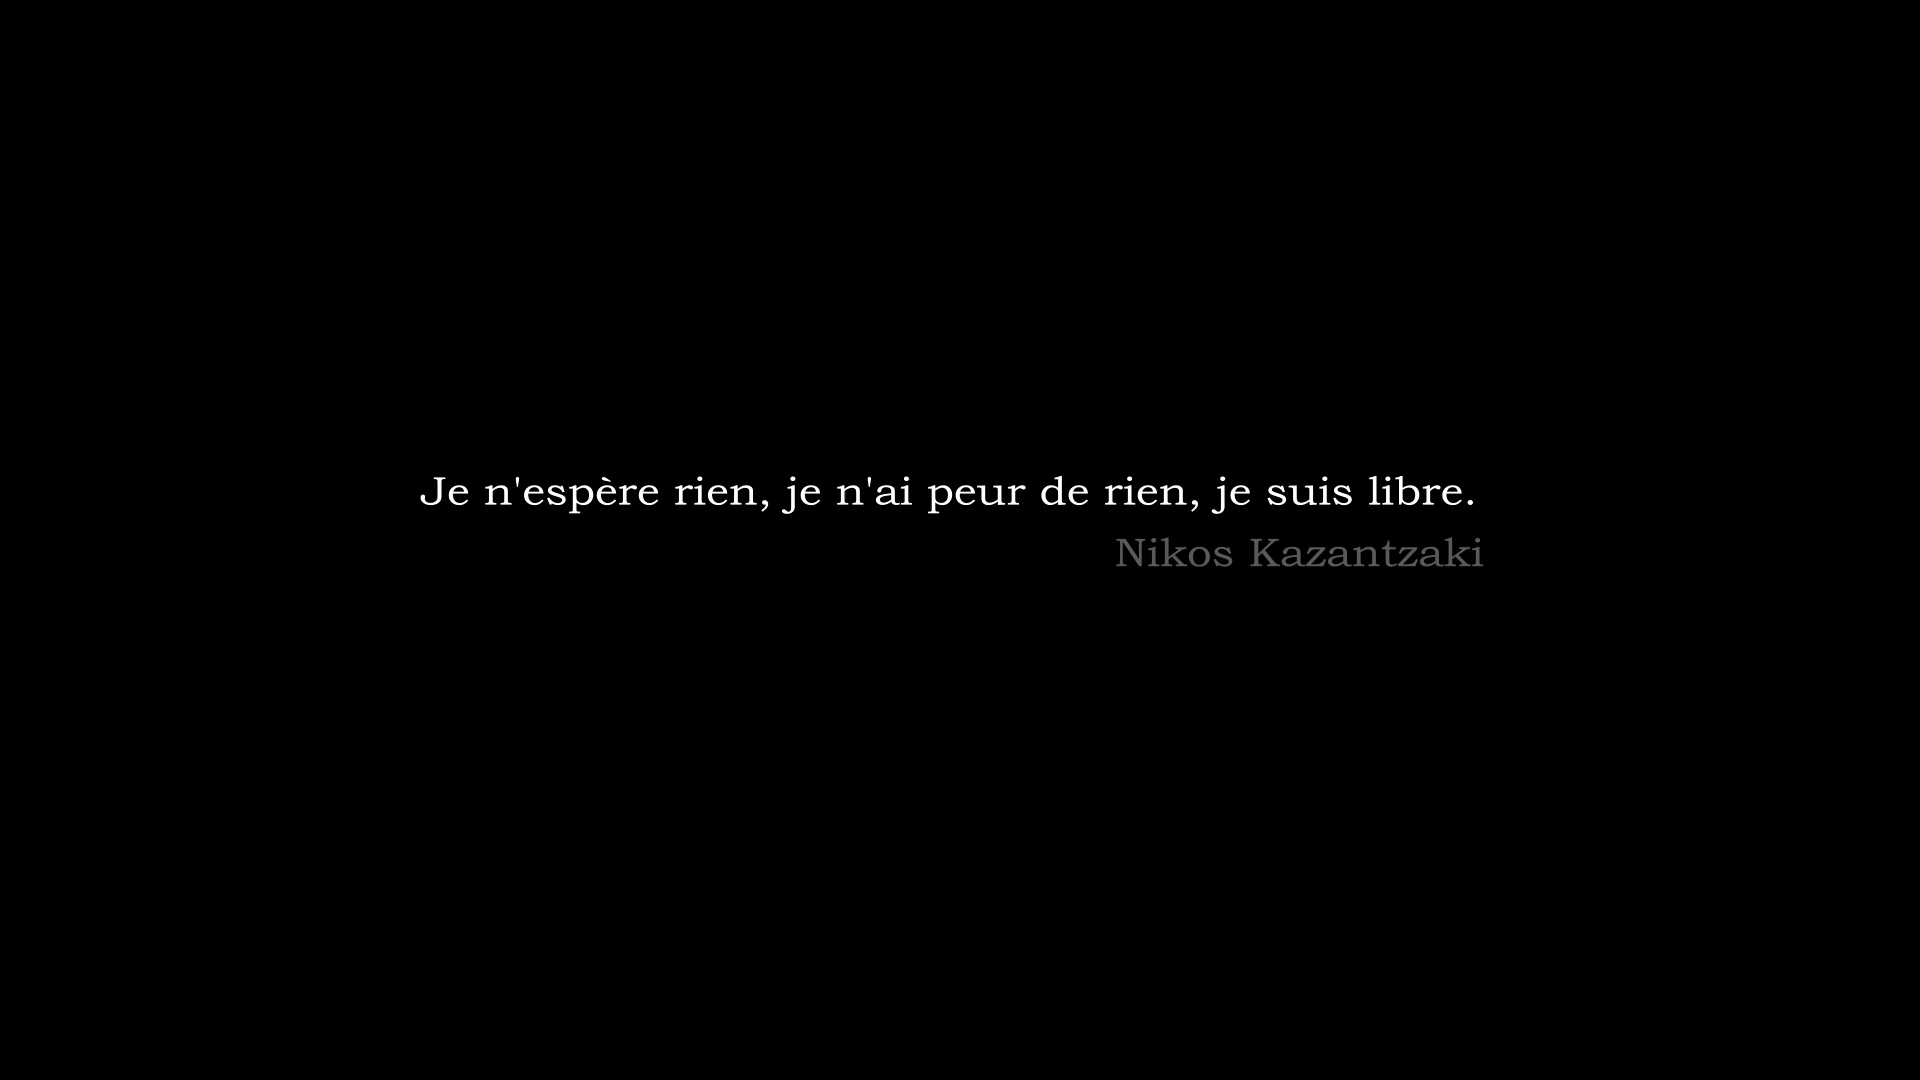 Je n'espère rien, je n'ai peur de rien, je suis libre.
Nikos Kazantzaki